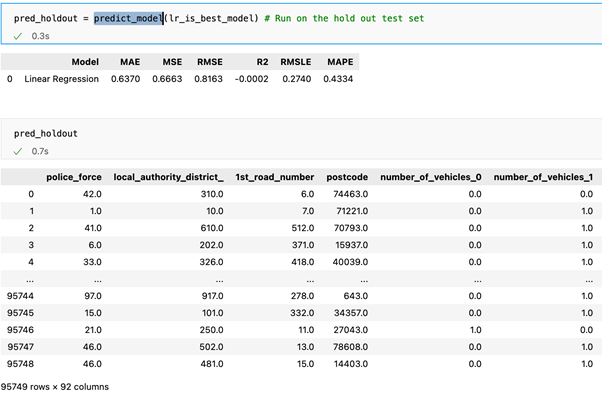 pred_holdout = predict_model(lr_is_best_model) # Run on the hold out test set
✓ 0.3s
Model MAE MSE RMSE R2 RMSLE MAPE
0 Linear Regression 0.6370 0.6663 0.8163 -0.0002 0.2740 0.4334
pred_holdout
✓ 0.7s
police_force local_authority_district_ 1st_road_number postcode number_of_vehicles_0 number_of_vehicles_1
0 42.0 310.0 6.0 74463.0 0.0 0.0
1 1.0 10.0 7.0 71221.0 0.0 1.0
2 41.0 610.0 512.0 70793.0 0.0 1.0
3 6.0 202.0 371.0 15937.0 0.0 1.0
4 33.0 326.0 418.0 40039.0 0.0 1.0
... ... ... ... ... ... ...
95744 97.0 917.0 278.0 643.0 0.0 1.0
95745 15.0 101.0 332.0 34357.0 0.0 1.0
95746 21.0 250.0 11.0 27043.0 1.0 0.0
95747 46.0 502.0 13.0 78608.0 0.0 1.0
95748 46.0 481.0 15.0 14403.0 0.0 1.0
95749 rows × 92 columns